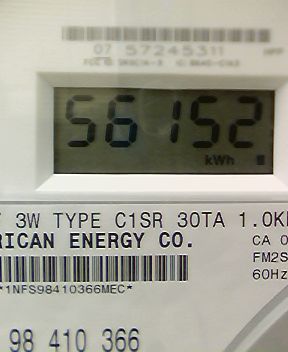 07 57245311
56152
kWh
3W TYPE C1SR 30TA 1.0K
RICAN ENERGY CO.
CA 0
FM2S
60Hz
*1NFS98410366MEC*
98 410 366